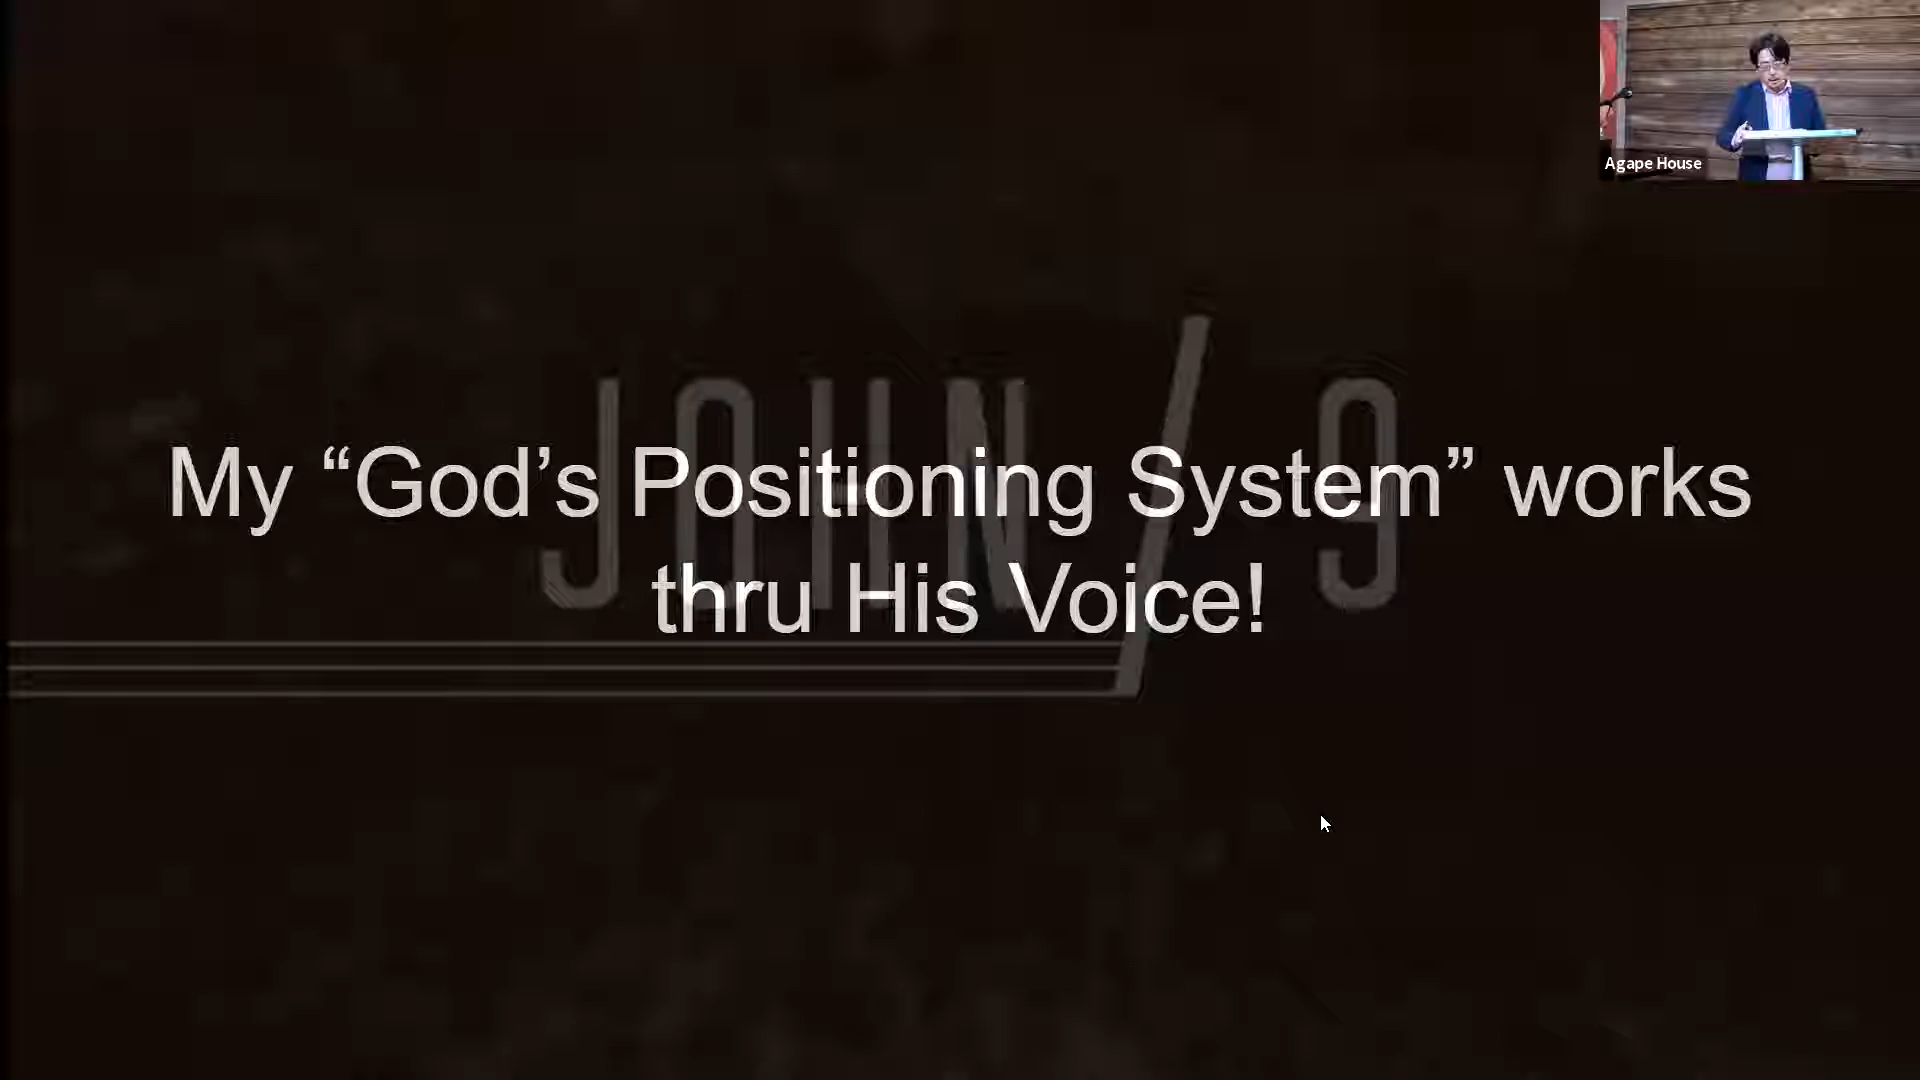 Agape House
JOHN / 9
My “God’s Positioning System” works
thru His Voice!